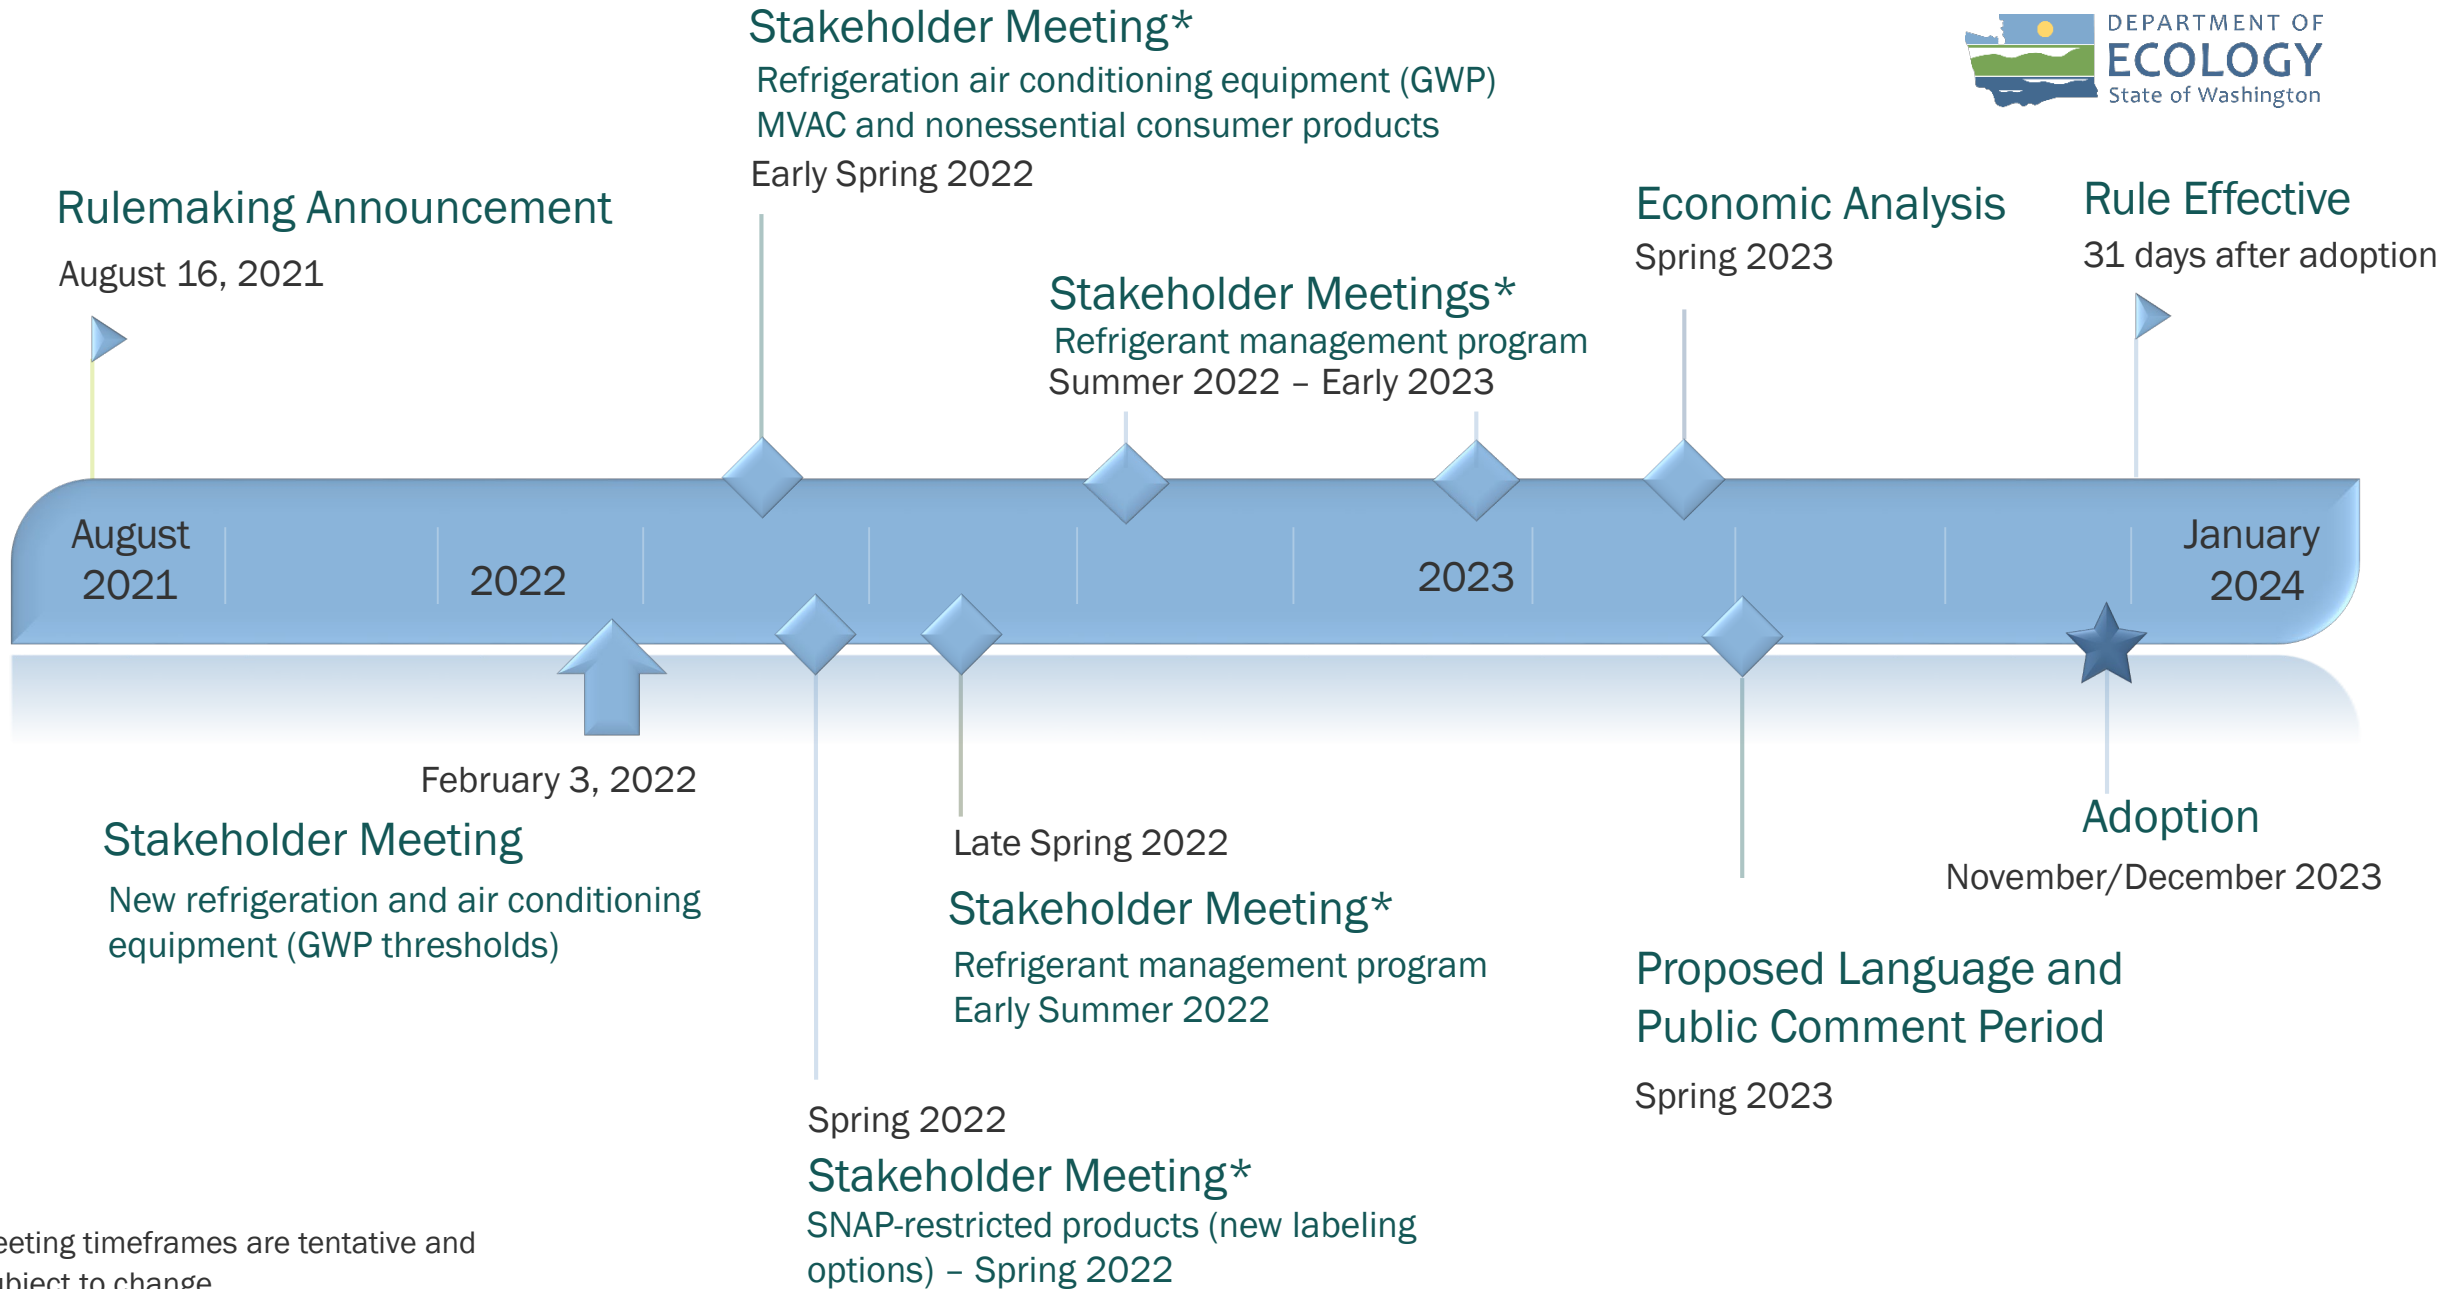 Stakeholder Meeting*
Refrigeration air conditioning equipment (GWP)
MVAC and nonessential consumer products
Early Spring 2022
DEPARTMENT OF
ECOLOGY
State of Washington
Rulemaking Announcement
August 16, 2021
Stakeholder Meetings*
Refrigerant management program
Summer 2022 – Early 2023
Economic Analysis
Spring 2023
Rule Effective
31 days after adoption
August
2021
2022
2023
January
2024
February 3, 2022
Stakeholder Meeting
New refrigeration and air conditioning
equipment (GWP thresholds)
Late Spring 2022
Stakeholder Meeting*
Refrigerant management program
Early Summer 2022
Spring 2022
Stakeholder Meeting*
SNAP-restricted products (new labeling
options) – Spring 2022
Adoption
November/December 2023
Proposed Language and
Public Comment Period
Spring 2023
eeting timeframes are tentative and
ubject to change